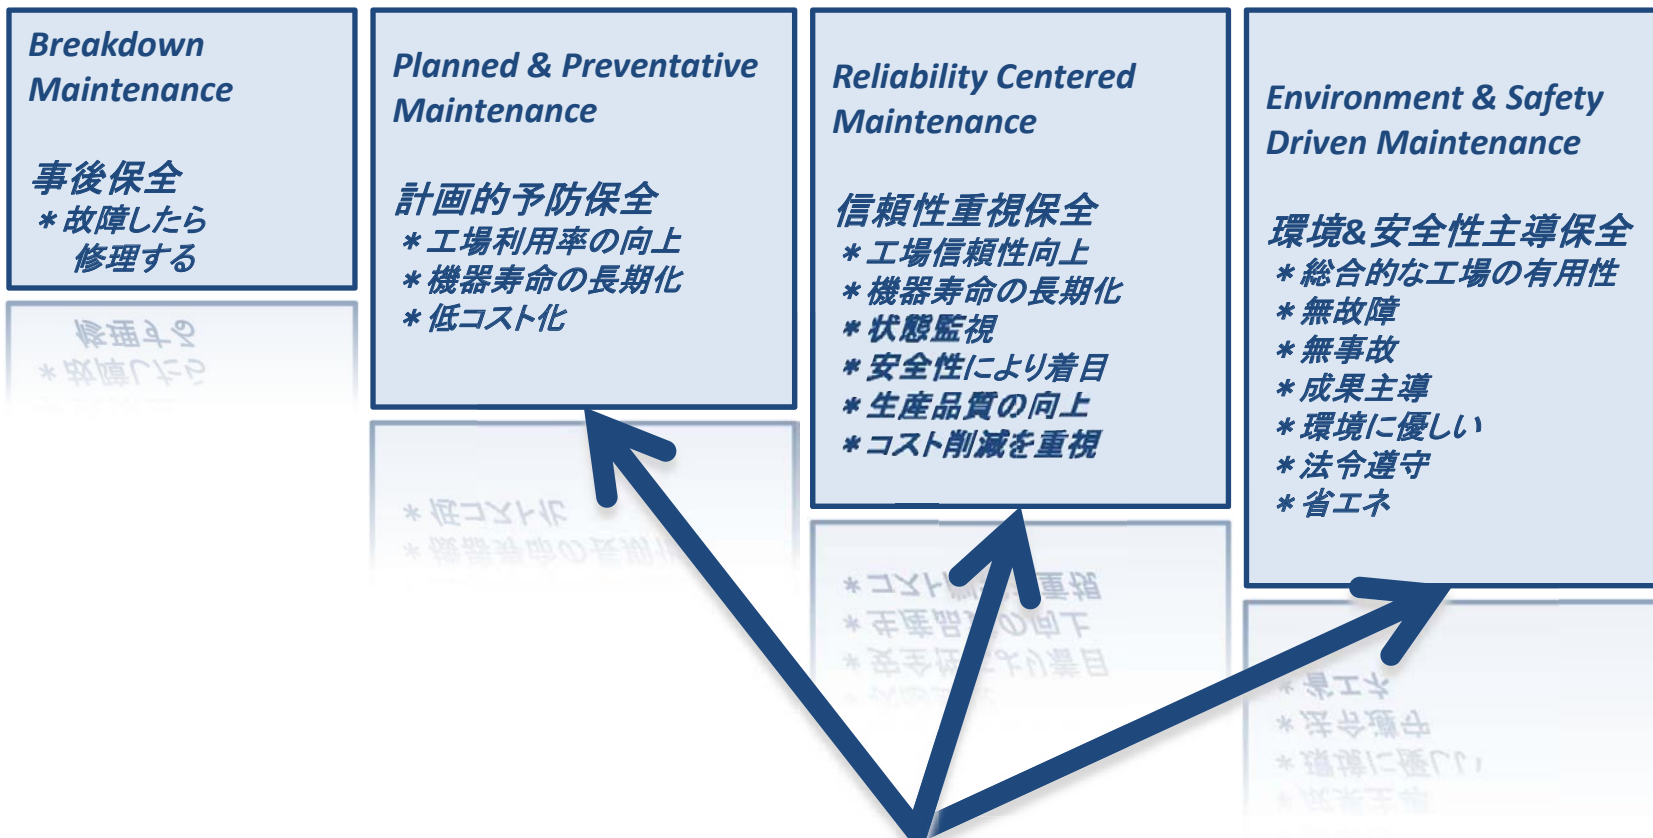 Breakdown
Maintenance
事後保全
＊故障したら
修理する
Planned & Preventative
Maintenance
計画的予防保全
＊工場利用率の向上
＊機器寿命の長期化
＊低コスト化
Reliability Centered
Maintenance
信頼性重視保全
＊工場信頼性向上
＊機器寿命の長期化
＊状態監視
＊安全性により着目
＊生産品質の向上
＊コスト削減を重視
Environment & Safety
Driven Maintenance
環境&安全性主導保全
＊総合的な工場の有用性
＊無故障
＊無事故
＊成果主導
＊環境に優しい
＊法令遵守
＊省エネ